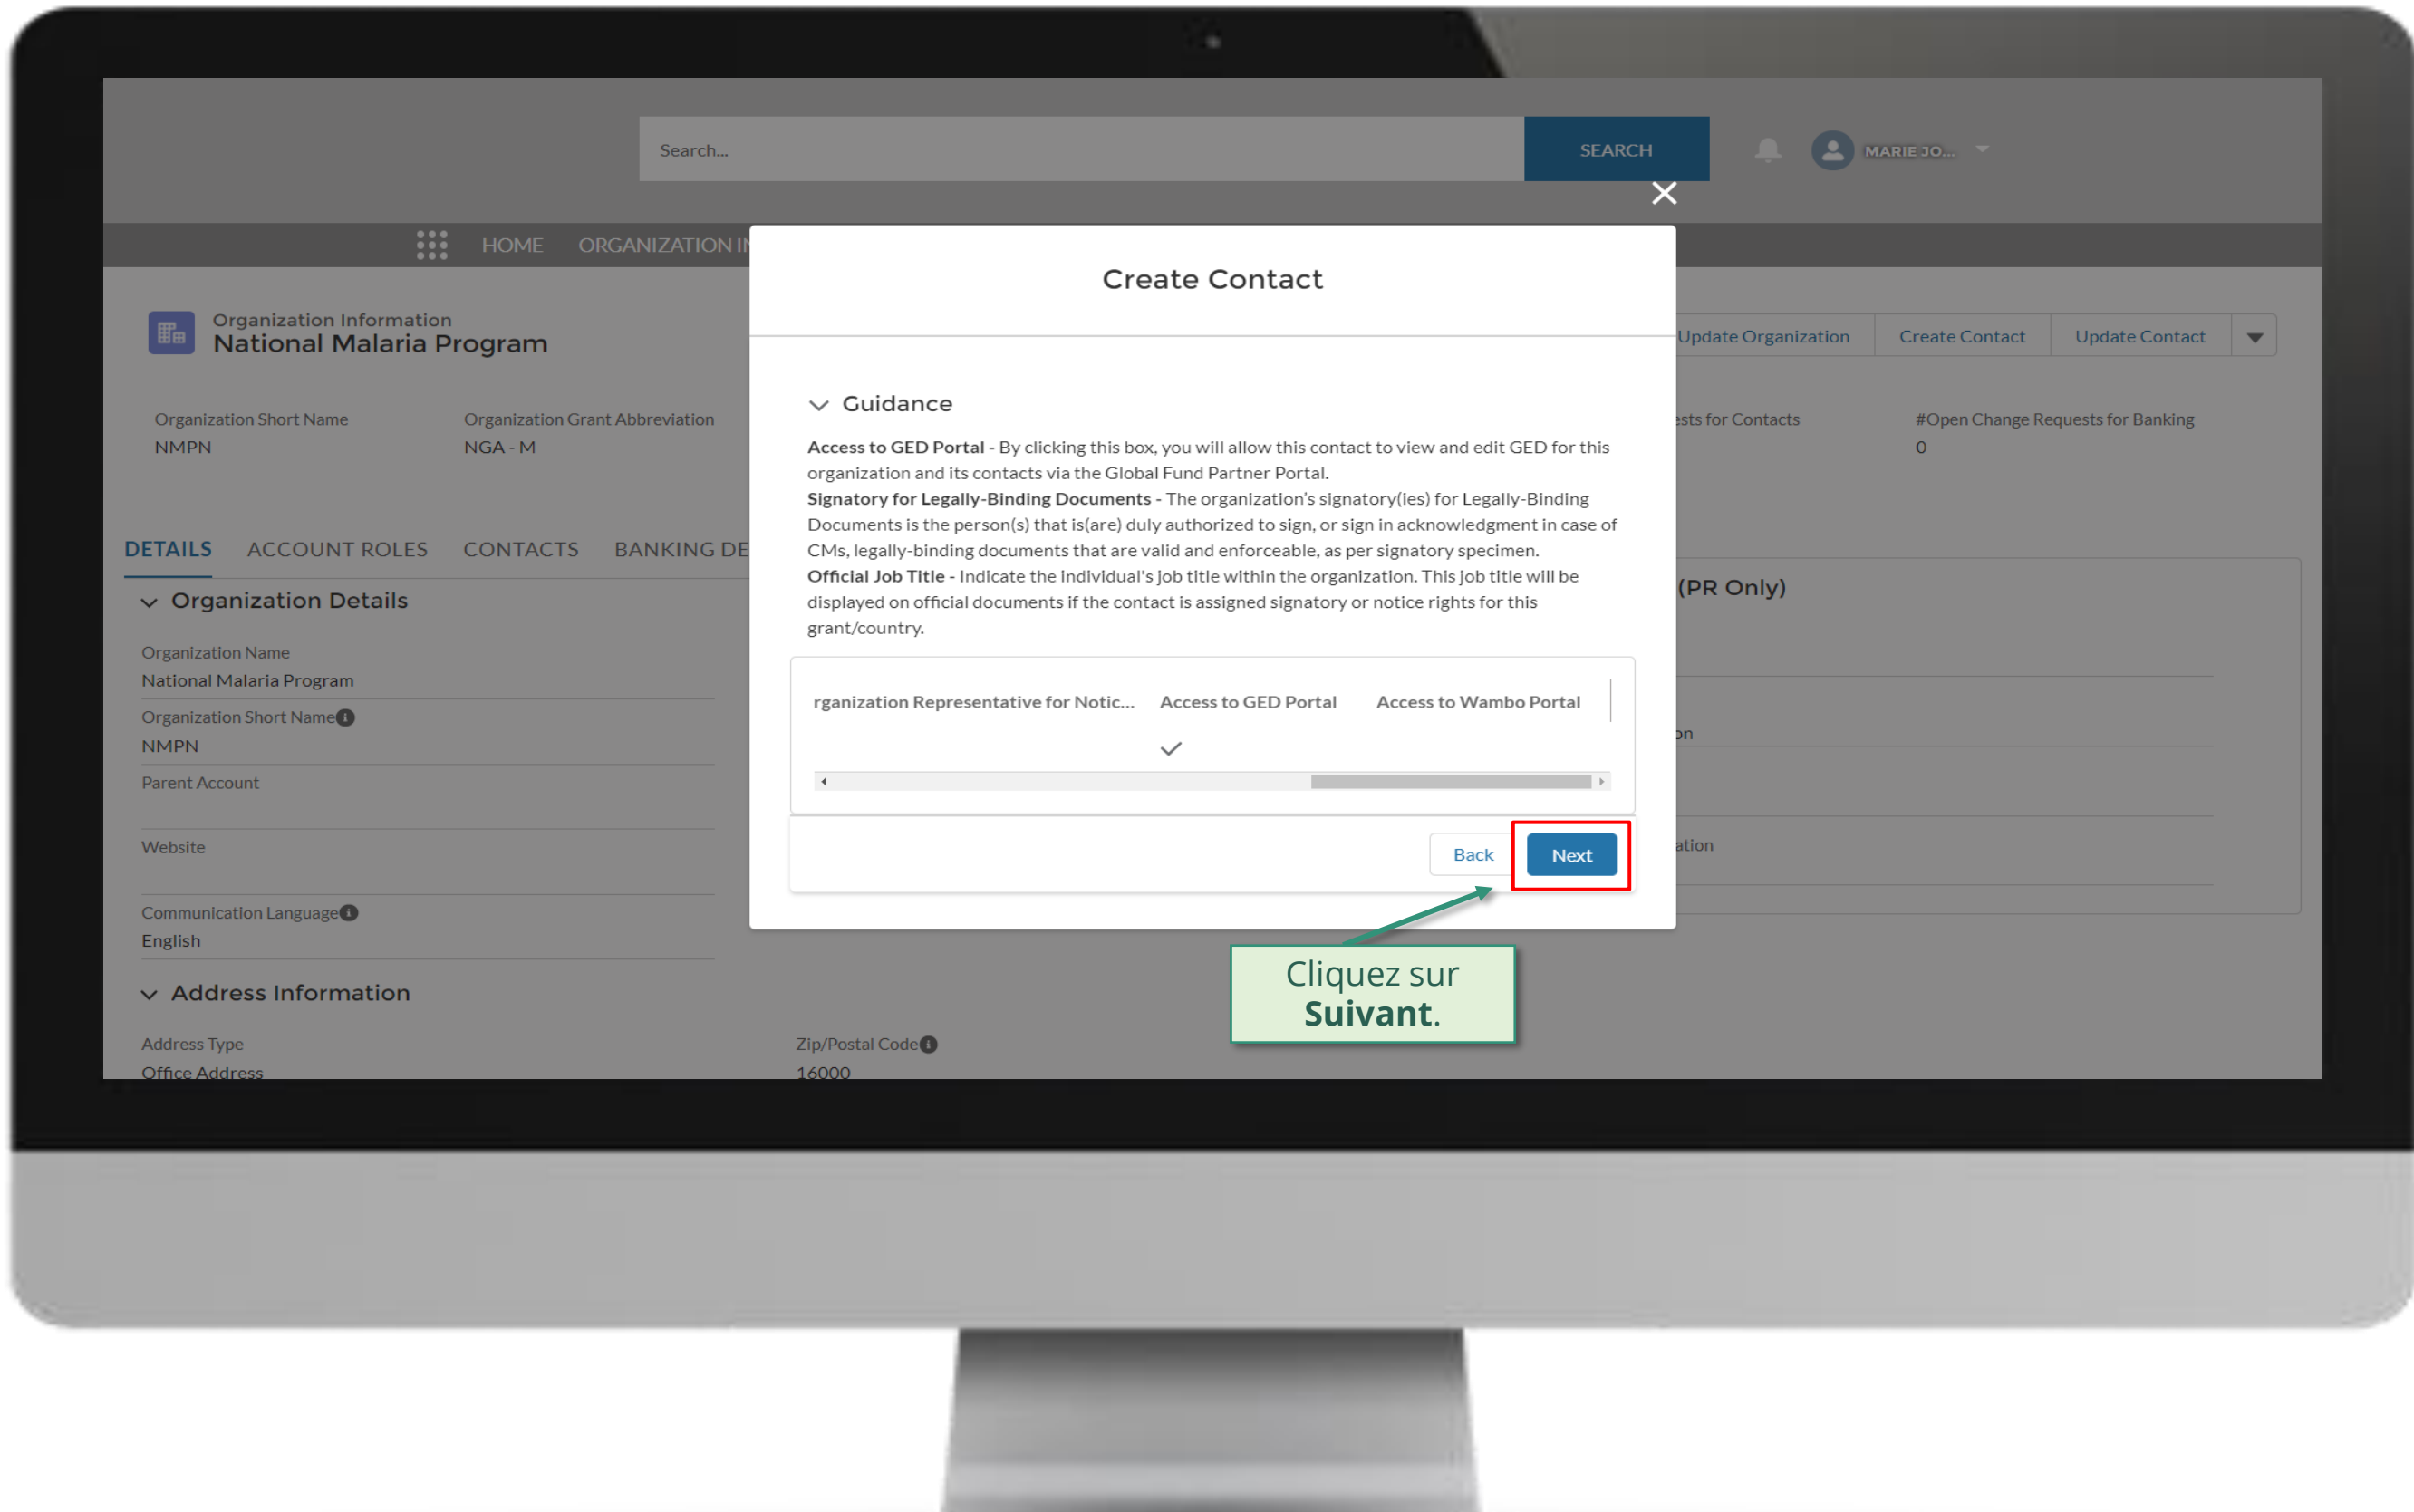 Search...
SEARCH
MARIE JO...
HOME ORGANIZATION IN
Create Contact
Organization Information
National Malaria Program
Update Organization Create Contact Update Contact
Guidance
Organization Short Name Organization Grant Abbreviation
NMPN NGA - M
ests for Contacts #Open Change Requests for Banking
0
Access to GED Portal - By clicking this box, you will allow this contact to view and edit GED for this
organization and its contacts via the Global Fund Partner Portal.
Signatory for Legally-Binding Documents - The organization's signatory(ies) for Legally-Binding
Documents is the person(s) that is(are) duly authorized to sign, or sign in acknowledgment in case of
CMs, legally-binding documents that are valid and enforceable, as per signatory specimen.
Official Job Title - Indicate the individual's job title within the organization. This job title will be
displayed on official documents if the contact is assigned signatory or notice rights for this
grant/country.
DETAILS ACCOUNT ROLES CONTACTS BANKING DE
Organization Details
(PR Only)
Organization Name
National Malaria Program
Organization Short Name
NMPN
Parent Account
Website
Communication Language
English
rganization Representative for Notic... Access to GED Portal Access to Wambo Portal
on
ation
Back Next
Cliquez sur
Suivant.
Address Information
Address Type Zip/Postal Code
Office Address 16000